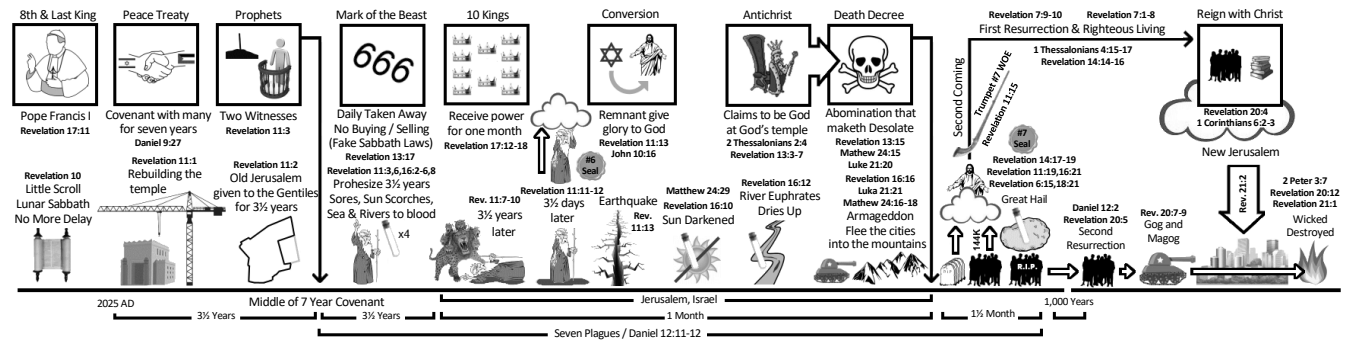 8th & Last King
Pope Francis I
Revelation 17:11
Revelation 10
Little Scroll
Lunar Sabbath
No More Delay
Peace Treaty
Covenant with many
for seven years
Daniel 9:27
Revelation 11:1
Rebuilding the
temple
Prophets
Two Witnesses
Revelation 11:3
Revelation 11:2
Old Jerusalem
given to the Gentiles
for 3½ years
Mark of the Beast
666
Daily Taken Away
No Buying / Selling
(Fake Sabbath Laws)
Revelation 13:17
Revelation 11:3,6,16:2-6,8
Prohesize 3½ years
Sores, Sun Scorches,
Sea & Rivers to blood
x4
10 Kings
Receive power
for one month
Revelation 17:12-18
Rev. 11:7-10
3½ years
later
Revelation 11:11-12
3½ days
later
#6
Seal
Conversion
Remnant give
glory to God
Revelation 11:13
John 10:16
Earthquake
Rev.
11:13
Matthew 24:29
Revelation 16:10
Sun Darkened
Antichrist
Claims to be God
at God's temple
2 Thessalonians 2:4
Revelation 13:3-7
Revelation 16:12
River Euphrates
Dries Up
Death Decree
Abomination that
maketh Desolate
Revelation 13:15
Mathew 24:15
Luke 21:20
Revelation 16:16
Luka 21:21
Mathew 24:16-18
Armageddon
Flee the cities
into the mountains
Second Coming
Trumpet #7 WOE
Revelation 11:15
Revelation 7:9-10
Revelation 7:1-8
First Resurrection & Righteous Living
1 Thessalonians 4:15-17
Revelation 14:14-16
#7
Seal
Revelation 14:17-19
Revelation 11:19,16:21
Revelation 6:15,18:21
Great Hail
144K
R.I.P.
Daniel 12:2
Revelation 20:5
Second
Resurrection
Rev. 20:7-9
Gog and
Magog
Reign with Christ
Revelation 20:4
1 Corinthians 6:2-3
New Jerusalem
Rev. 21:2
2 Peter 3:7
Revelation 20:12
Revelation 21:1
Wicked
Destroyed
2025 AD
Middle of 7 Year Covenant
Jerusalem, Israel
1,000 Years
3½ Years
3½ Years
1 Month
1½ Month
Seven Plagues / Daniel 12:11-12